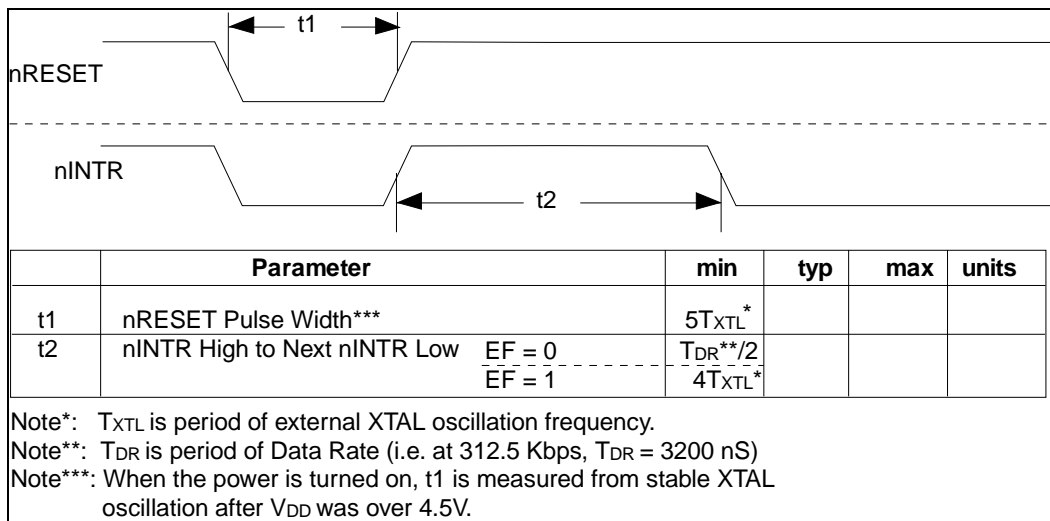 t1
nRESET
nINTR
t2
Parameter min typ max units
t1 nRESET Pulse Width*** 5TXTL*
t2 nINTR High to Next nINTR Low EF = 0 TDR**/2
EF = 1 4TXTL*
Note*: TXTL is period of external XTAL oscillation frequency.
Note**: TDR is period of Data Rate (i.e. at 312.5 Kbps, TDR = 3200 nS)
Note***: When the power is turned on, t1 is measured from stable XTAL
oscillation after VDD was over 4.5V.